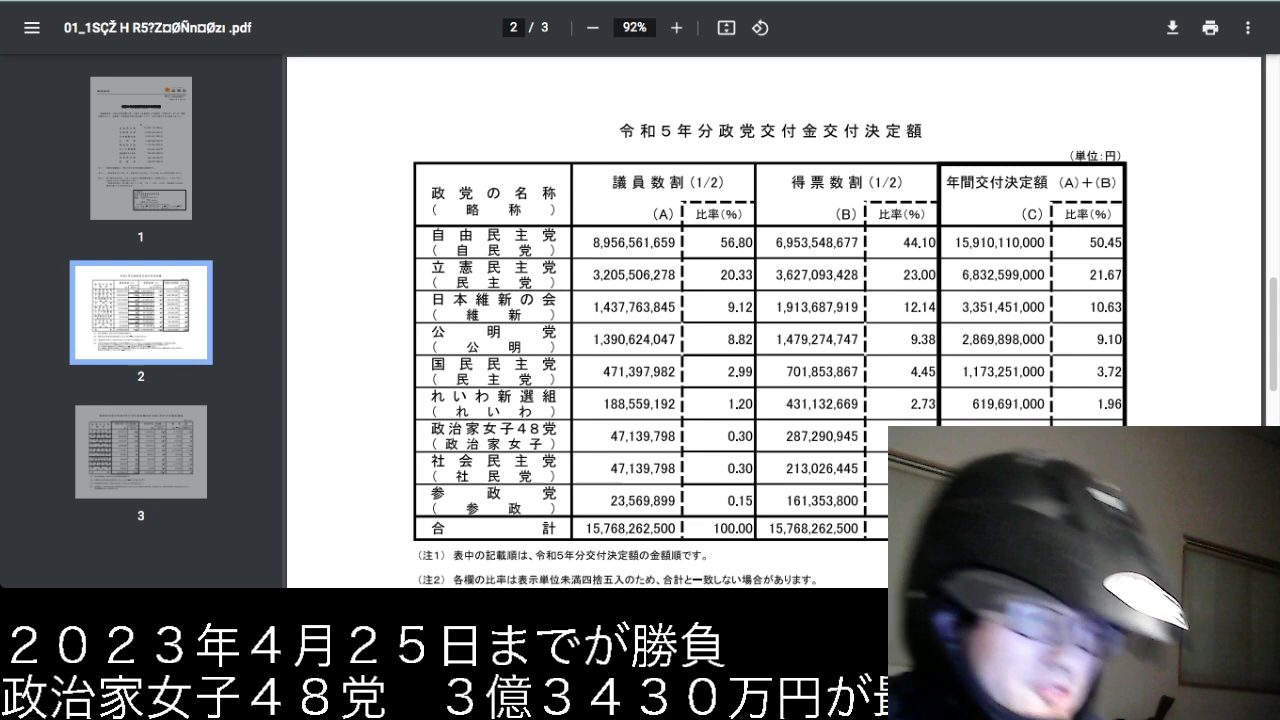 01_1SÇŽ H R5?Z¤ØÑn¤Øzı .pdf
2 / 3
92%
1
2
3
令和5年分政党交付金交付決定額
（単位：円）
政党の名称 議員数割（1/2） 得票数割（1/2） 年間交付決定額 （A）＋（B）
（略称） （A） 比率（%） （B） 比率（%） （C） 比率（%）
自由民主党
（自民党） 8,956,561,659 56.80 6,953,548,677 44.10 15,910,110,000 50.45
立憲民主党
（民主党） 3,205,506,278 20.33 3,627,093,428 23.00 6,832,599,000 21.67
日本維新の会
（維新） 1,437,763,845 9.12 1,913,687,919 12.14 3,351,451,000 10.63
公明党
（公明） 1,390,624,047 8.82 1,479,274,747 9.38 2,869,898,000 9.10
国民民主党
（民主党） 471,397,982 2.99 701,853,867 4.45 1,173,251,000 3.72
れいわ新選組
（れいわ） 188,559,192 1.20 431,132,669 2.73 619,691,000 1.96
政治家女子48党
（政治家女子） 47,139,798 0.30 287,290,945
社会民主党
（社民党） 47,139,798 0.30 213,026,445
参政党
（参政） 23,569,899 0.15 161,353,800
合計 15,768,262,500 100.00 15,768,262,500
（注1） 表中の記載順は、令和5年分交付決定額の金額順です。
（注2） 各欄の比率は表示単位未満四捨五入のため、合計と一致しない場合があります。
２０２３年４月２５日までが勝負
政治家女子４８党　３億３４３０万円が